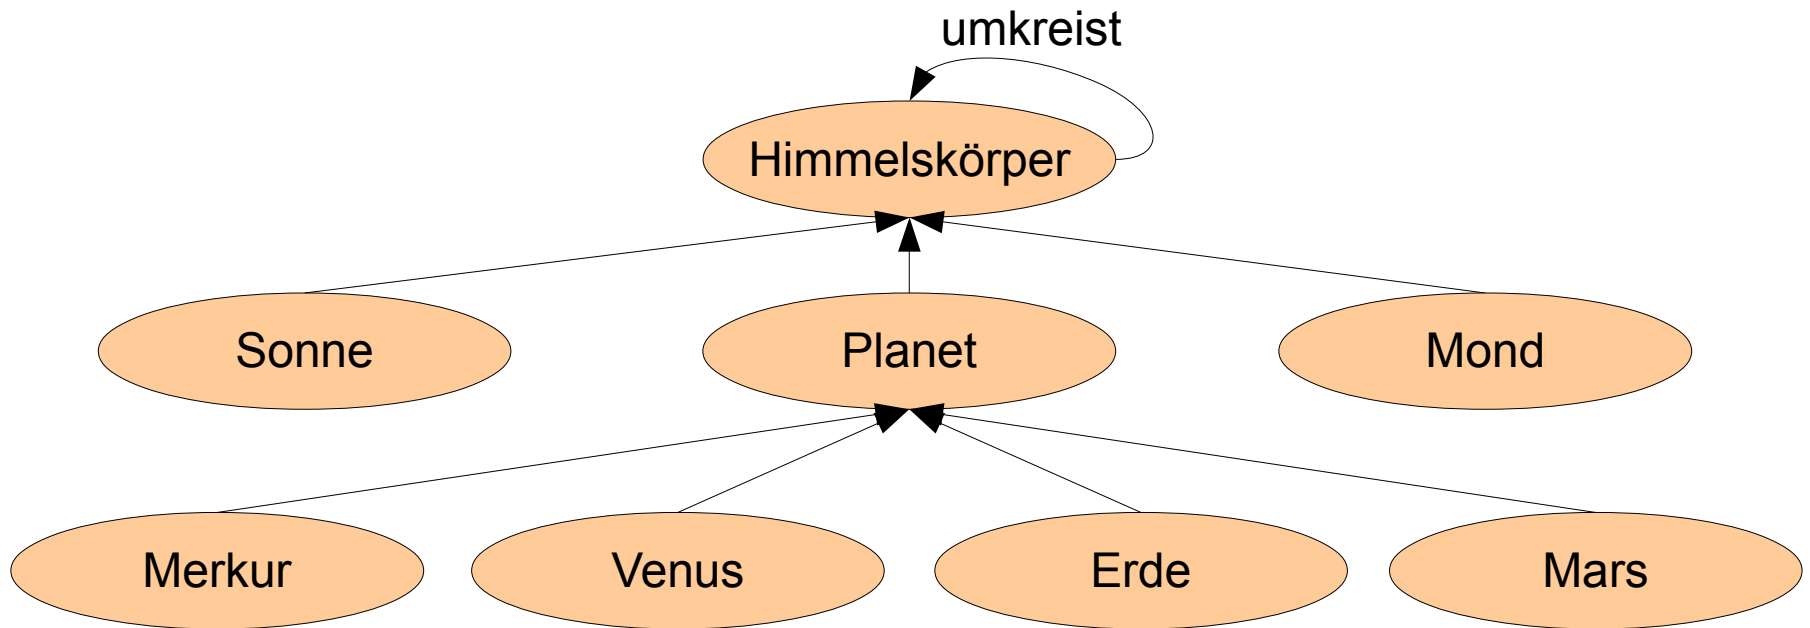 umkreist
Himmelskörper
Sonne
Planet
Mond
Merkur
Venus
Erde
Mars